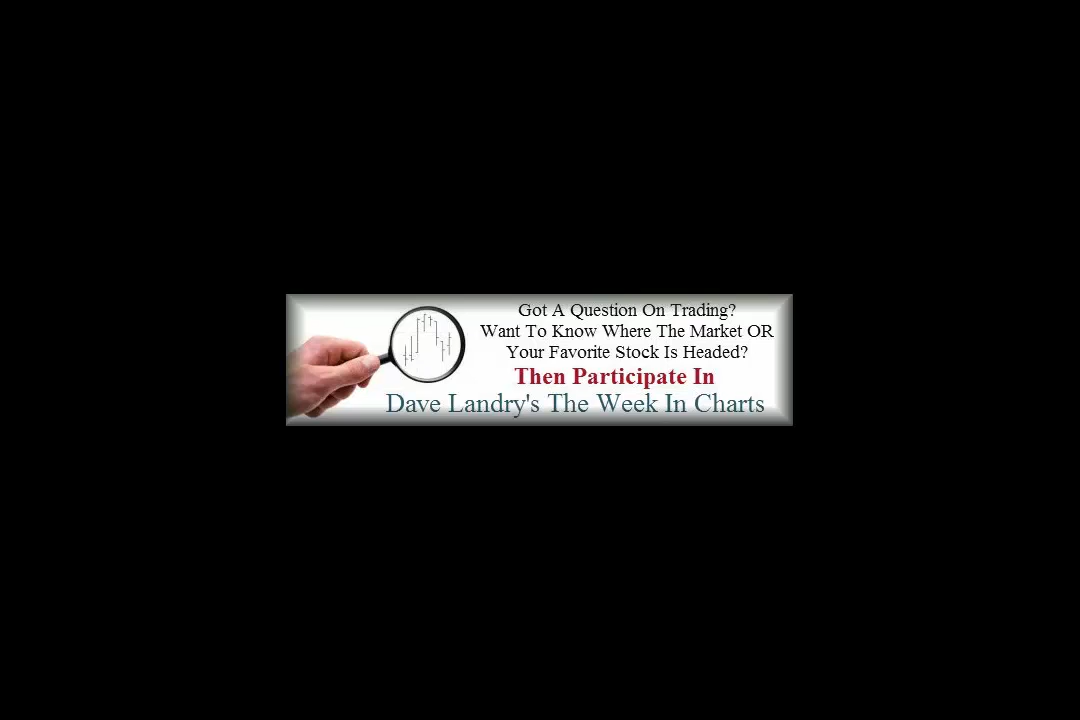 Got A Question On Trading?
Want To Know Where The Market OR
Your Favorite Stock Is Headed?
Then Participate In
Dave Landry's The Week In Charts